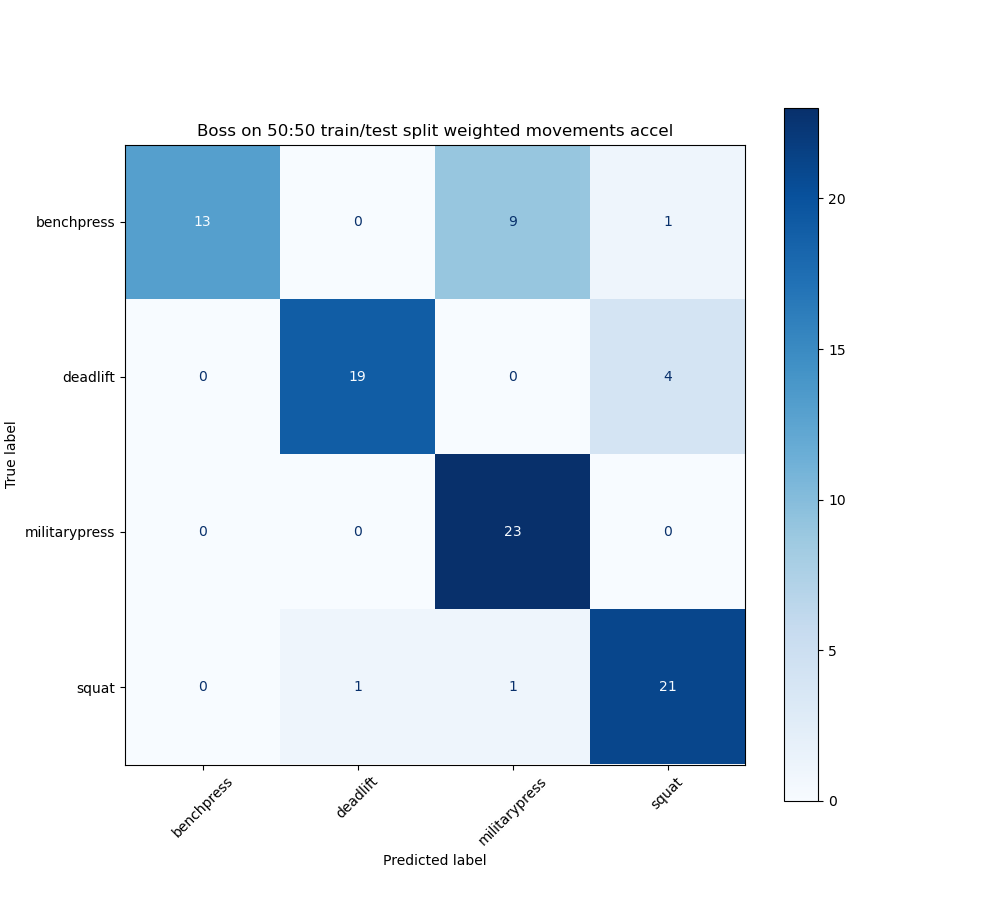 Boss on 50:50 train/test split weighted movements accel
True label
benchpress 13 0 9 1
deadlift 0 19 0 4
militarypress 0 0 23 0
squat 0 1 1 21
benchpress deadlift militarypress squat
Predicted label
20
15
10
5
0